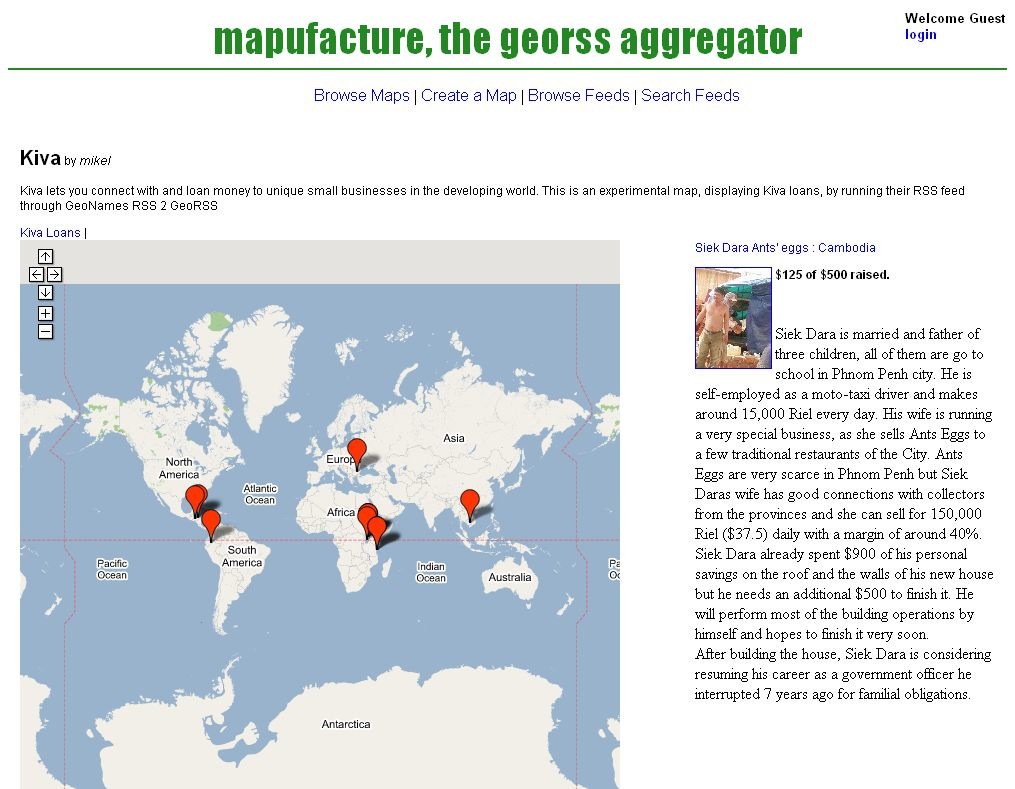 Welcome Guest
login
mapufacture, the georss aggregator
Browse Maps | Create a Map | Browse Feeds | Search Feeds
Kiva by mikel
Kiva lets you connect with and loan money to unique small businesses in the developing world. This is an experimental map, displaying Kiva loans, by running their RSS feed
through GeoNames RSS 2 GeoRSS
Kiva Loans |
Asia
Europ
North
America
Atlantic
Ocean
Africa
South
America
Pacific
Ocean
Indian
Ocean
Australia
Pa
Oc
Antarctica
Siek Dara Ants' eggs : Cambodia
$125 of $500 raised.
Siek Dara is married and father of
three children, all of them are go to
school in Phnom Penh city. He is
self-employed as a moto-taxi driver and makes
around 15,000 Riel every day. His wife is running
a very special business, as she sells Ants Eggs to
a few traditional restaurants of the City. Ants
Eggs are very scarce in Phnom Penh but Siek
Daras wife has good connections with collectors
from the provinces and she can sell for 150,000
Riel ($37.5) daily with a margin of around 40%.
Siek Dara already spent $900 of his personal
savings on the roof and the walls of his new house
but he needs an additional $500 to finish it. He
will perform most of the building operations by
himself and hopes to finish it very soon.
After building the house, Siek Dara is considering
resuming his career as a government officer he
interrupted 7 years ago for familial obligations.